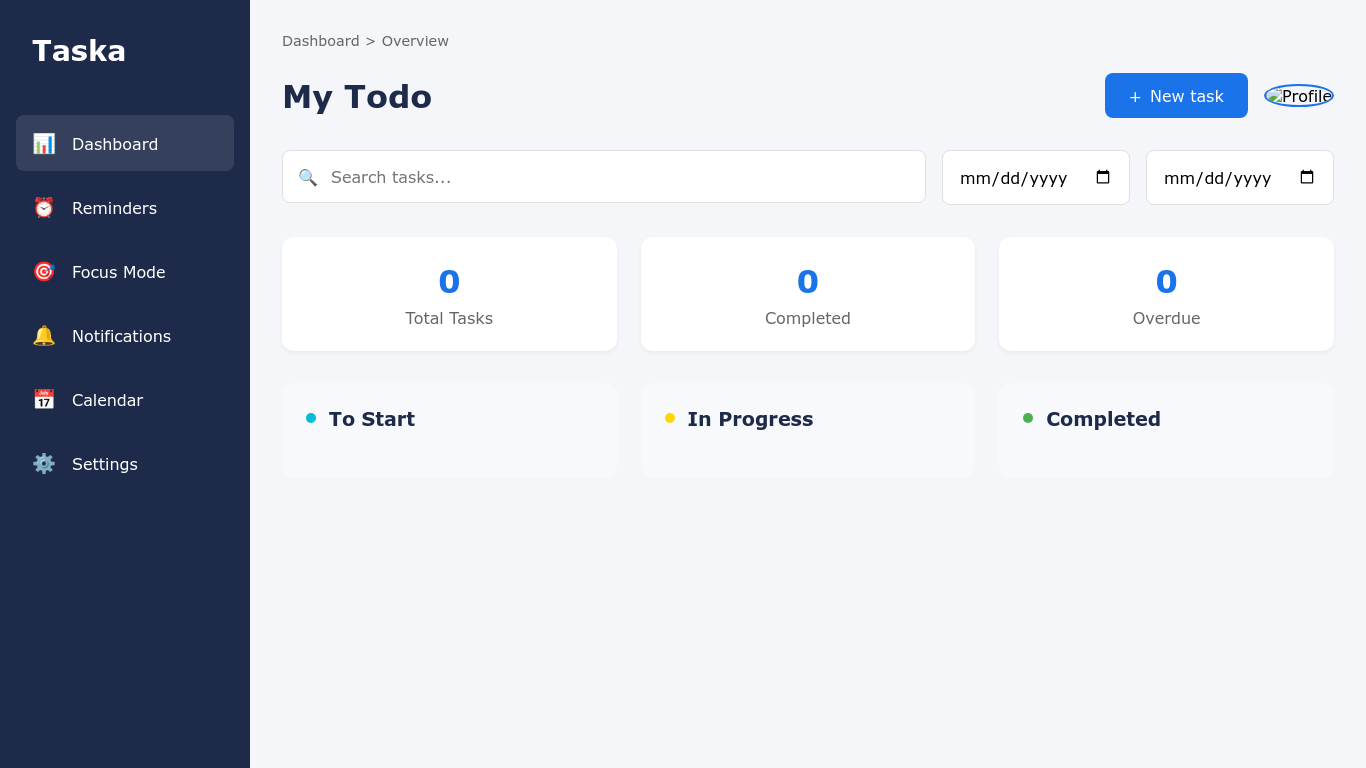 Taska
Dashboard
Reminders
Focus Mode
Notifications
Calendar
Settings
Dashboard > Overview
My Todo
+ New task
Profile
Search tasks...
mm/dd/yyyy
mm/dd/yyyy
0
Total Tasks
0
Completed
0
Overdue
To Start
In Progress
Completed